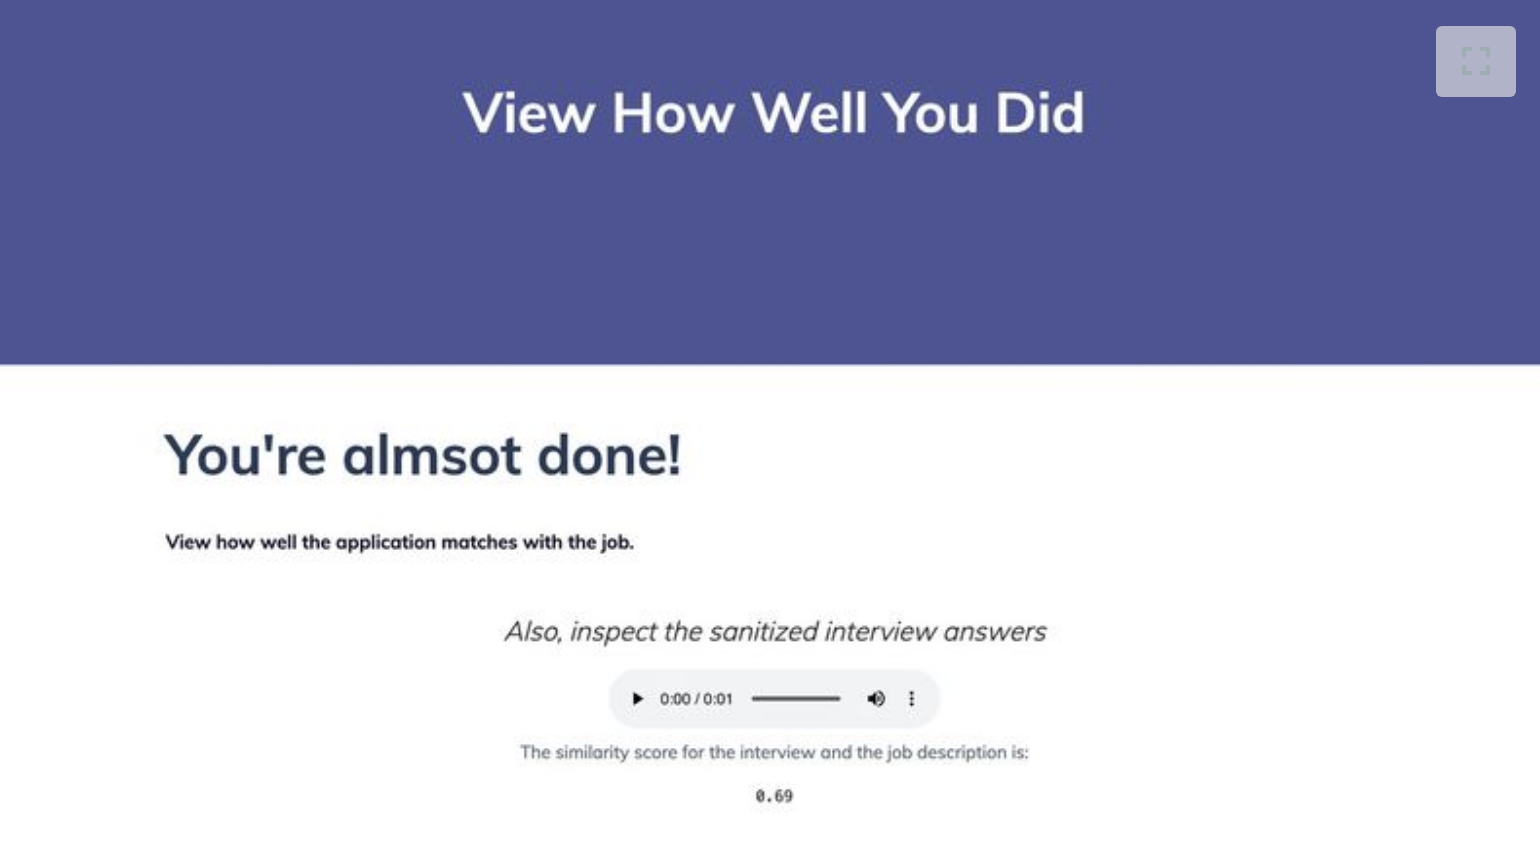 View How Well You Did
You're almsot done!
View how well the application matches with the job.
Also, inspect the sanitized interview answers
0:00 / 0:01
The similarity score for the interview and the job description is:
0.69